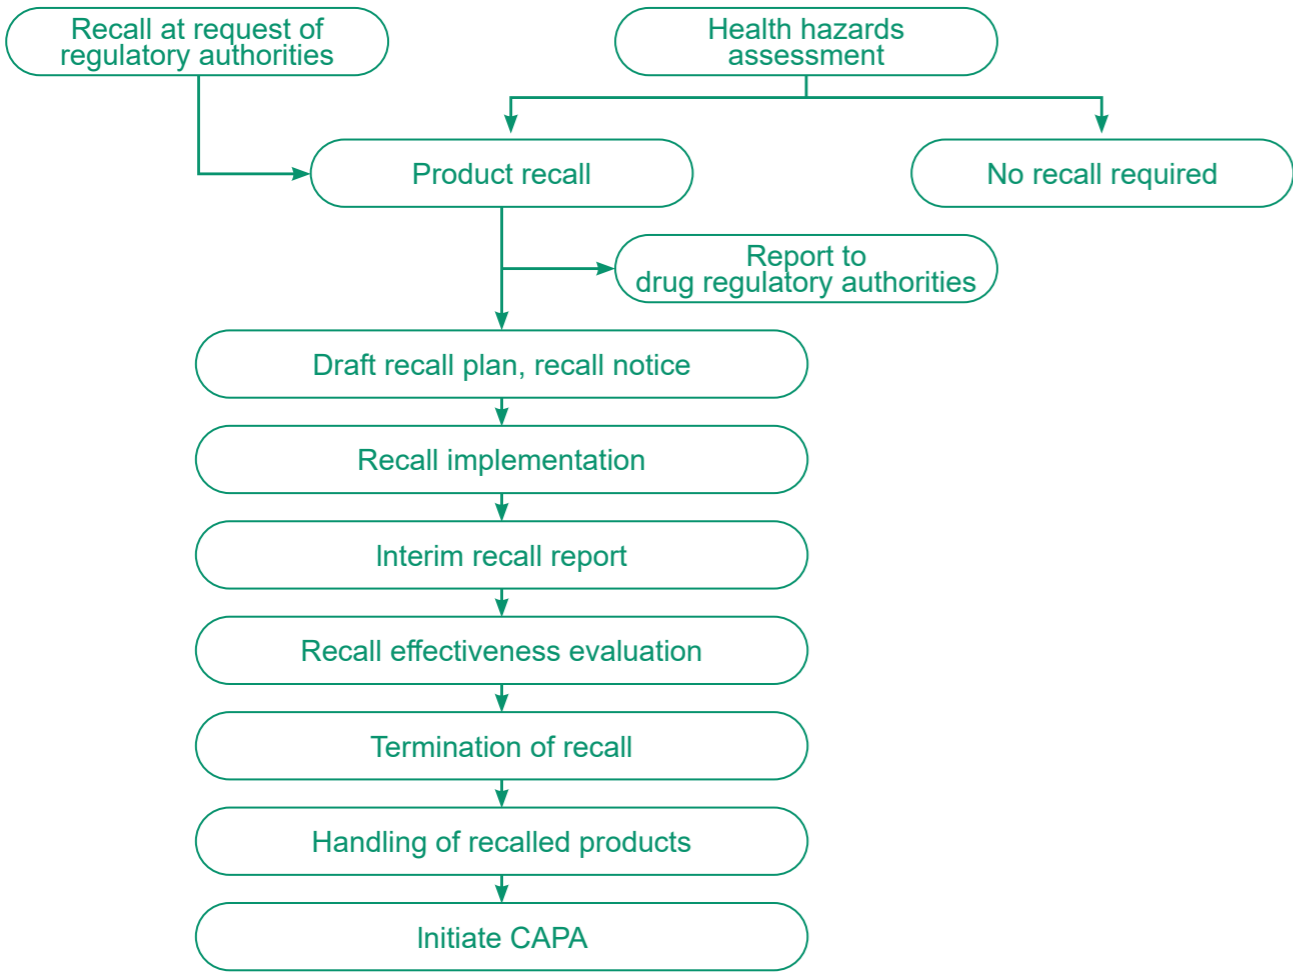 Recall at request of
regulatory authorities
Health hazards
assessment
Product recall
No recall required
Report to
drug regulatory authorities
Draft recall plan, recall notice
Recall implementation
Interim recall report
Recall effectiveness evaluation
Termination of recall
Handling of recalled products
Initiate CAPA